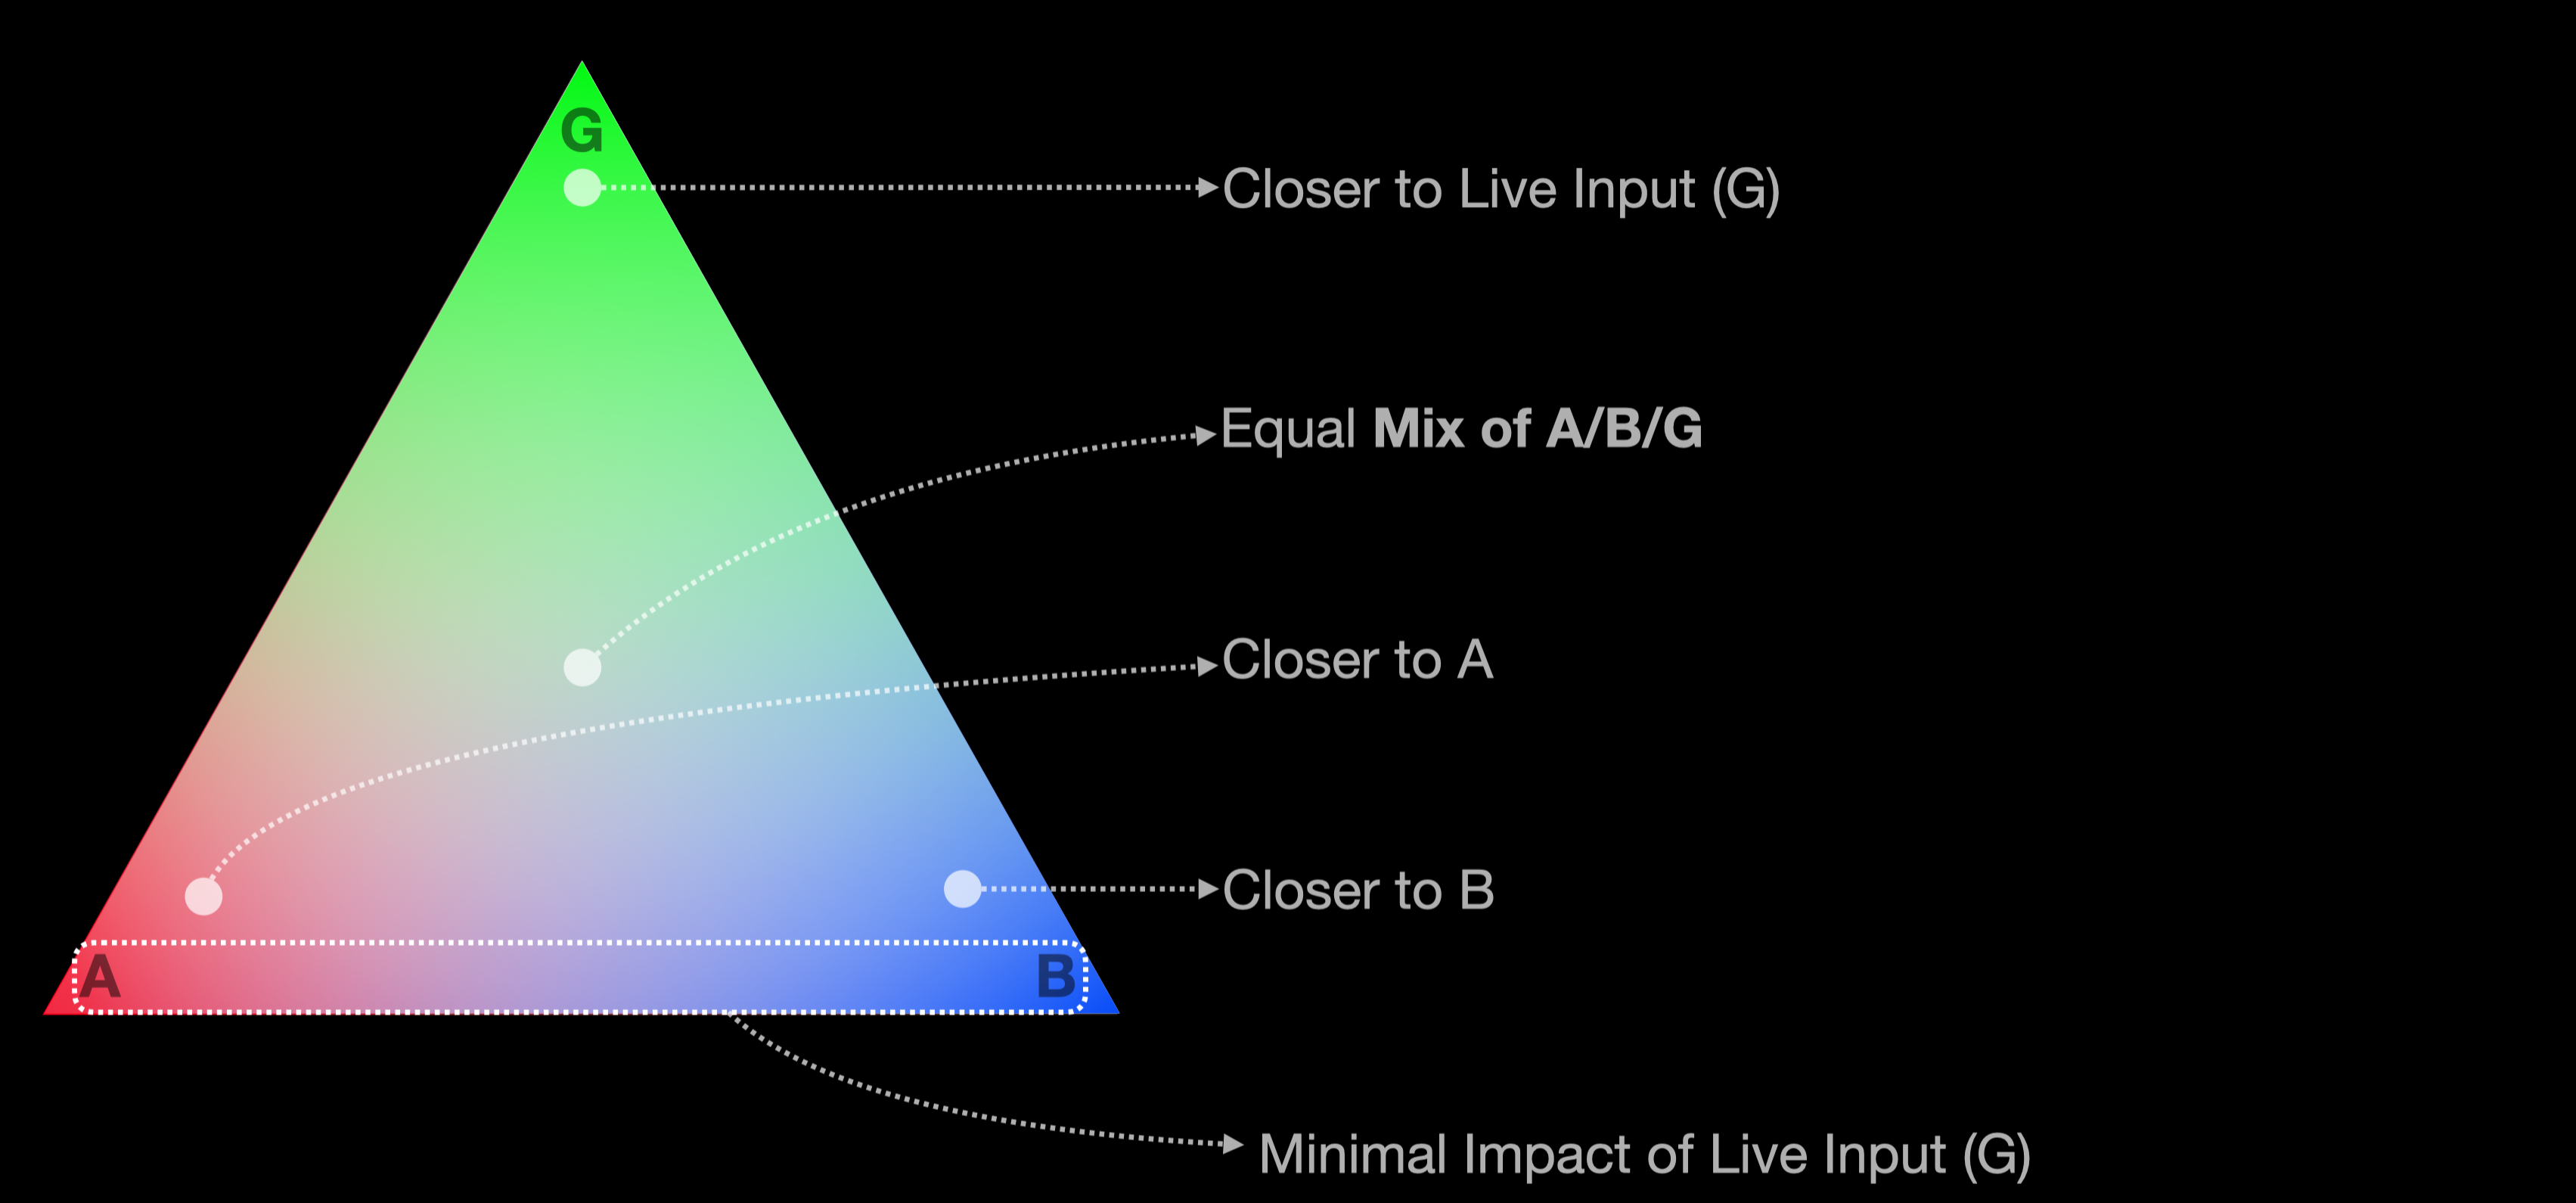 G
Closer to Live Input (G)
Equal Mix of A/B/G
Closer to A
Closer to B
A
B
Minimal Impact of Live Input (G)